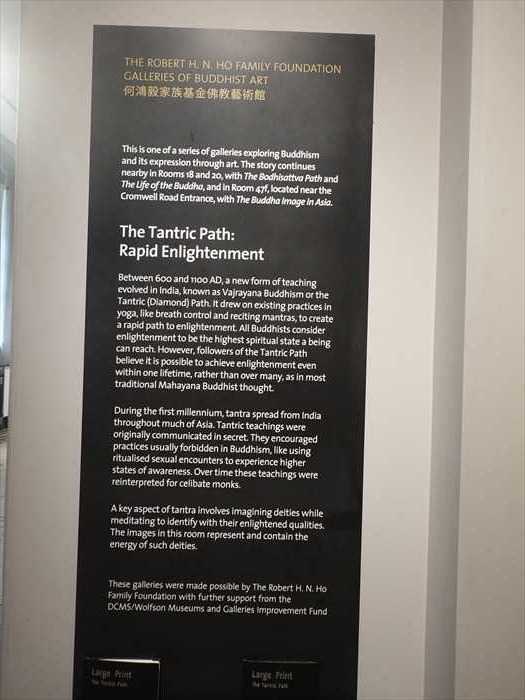 THE ROBERT H. N. HO FAMILY FOUNDATION
GALLERIES OF BUDDHIST ART
何鴻毅家族基金佛教藝術館
This is one of a series of galleries exploring Buddhism
and its expression through art. The story continues
nearby in Rooms 18 and 20, with The Bodhisattva Path and
The Life of the Buddha, and in Room 47f, located near the
Cromwell Road Entrance, with The Buddha Image in Asia.
The Tantric Path:
Rapid Enlightenment
Between 600 and 1100 AD, a new form of teaching
evolved in India, known as Vajrayana Buddhism or the
Tantric (Diamond) Path. It drew on existing practices in
yoga, like breath control and reciting mantras, to create
a rapid path to enlightenment. All Buddhists consider
enlightenment to be the highest spiritual state a being
can reach. However, followers of the Tantric Path
believe it is possible to achieve enlightenment even
within one lifetime, rather than over many, as in most
traditional Mahayana Buddhist thought.
During the first millennium, tantra spread from India
throughout much of Asia. Tantric teachings were
originally communicated in secret. They encouraged
practices usually forbidden in Buddhism, like using
ritualised sexual encounters to experience higher
states of awareness. Over time these teachings were
reinterpreted for celibate monks.
A key aspect of tantra involves imagining deities while
meditating to identify with their enlightened qualities.
The images in this room represent and contain the
energy of such deities.
These galleries were made possible by The Robert H. N. Ho
Family Foundation with further support from the
DCMS/Wolfson Museums and Galleries Improvement Fund
Large Print
The Tantric Path
Large Print
The Tantric Path